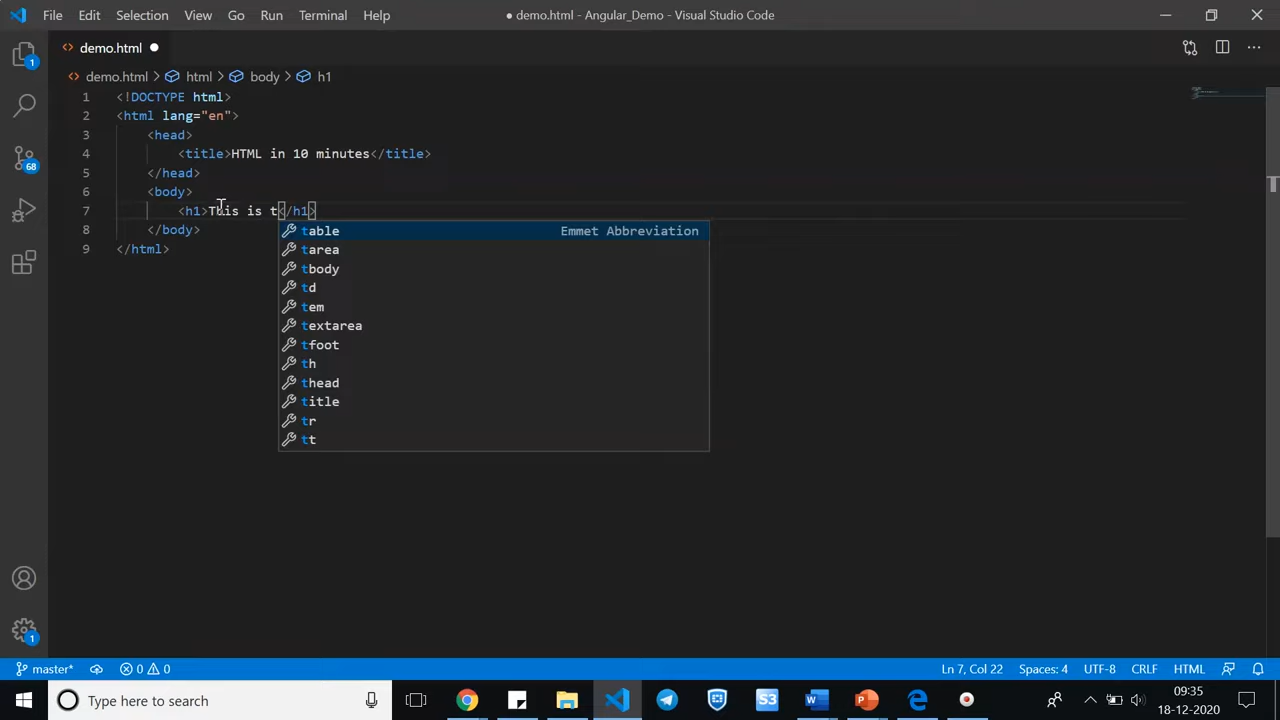 File Edit Selection View Go Run Terminal Help ● demo.html - Angular_Demo - Visual Studio Code
demo.html
demo.html > html > body > h1
1 <!DOCTYPE html>
2 <html lang="en">
3 <head>
4 <title>HTML in 10 minutes</title>
5 </head>
6 <body>
7 <h1>This is t</h1>
8 </body>
9 </html>
table Emmet Abbreviation
tarea
tbody
td
tem
textarea
tfoot
th
thead
title
tr
tt
1
68
1
master* 0 0 Ln 7, Col 22 Spaces: 4 UTF-8 CRLF HTML
Type here to search
S3
09:35
18-12-2020